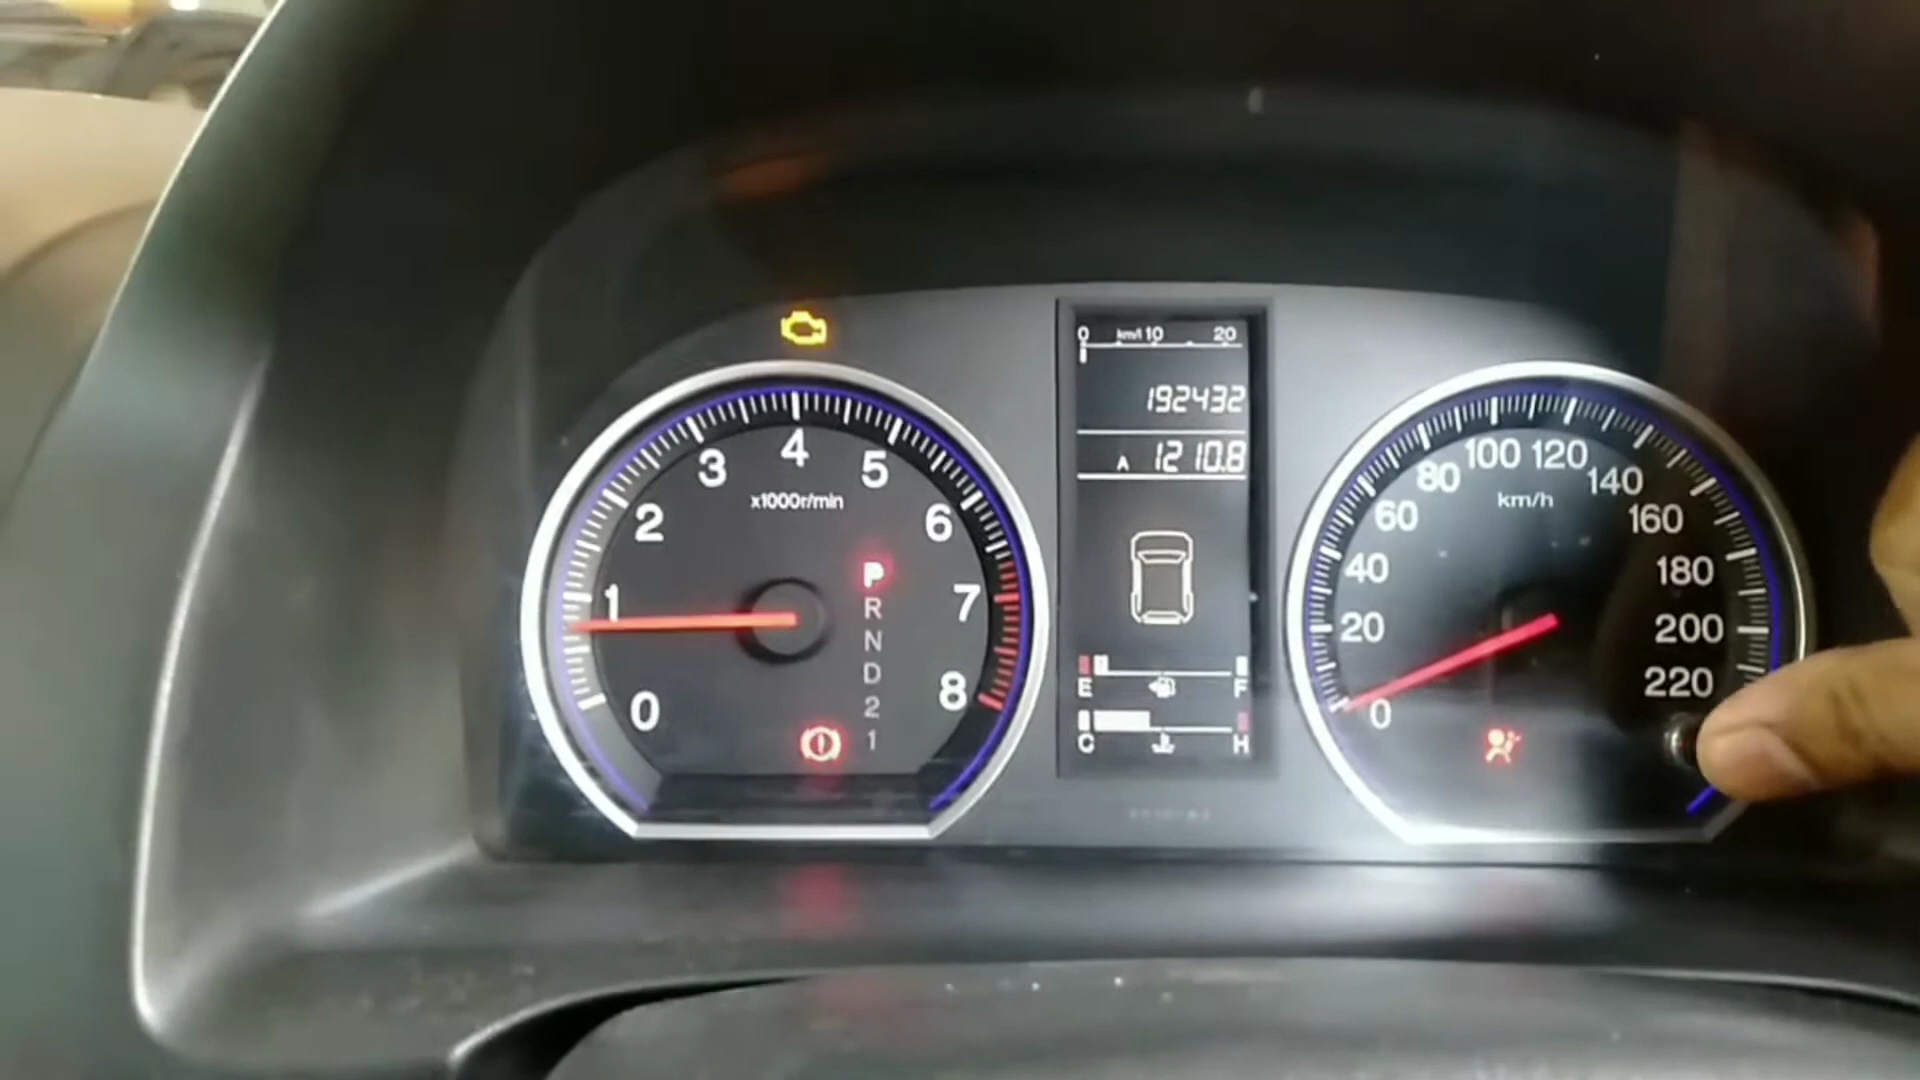 0 km/l 10 20
192432
A 1210.8
E F
C H
0 1 2 3 4 5 6 7 8
x1000r/min
P
R
N
D
2
1
0 20 40 60 80 100 120 140 160 180 200 220
km/h